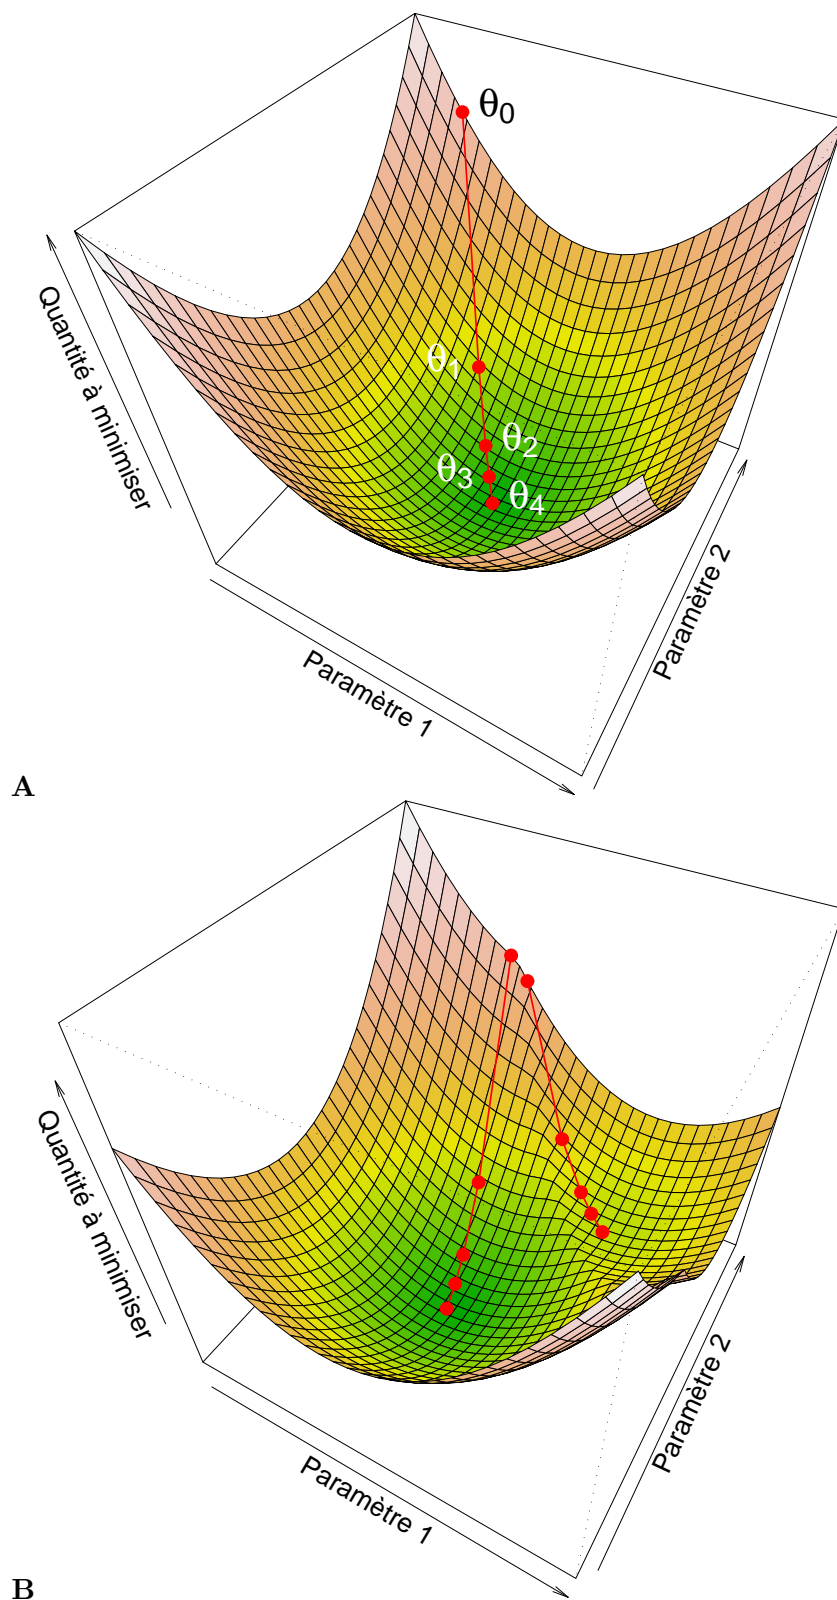 θ0
θ1
θ2
θ3
θ4
Quantité à minimiser
Paramètre 1
Paramètre 2
A
Quantité à minimiser
Paramètre 1
Paramètre 2
B